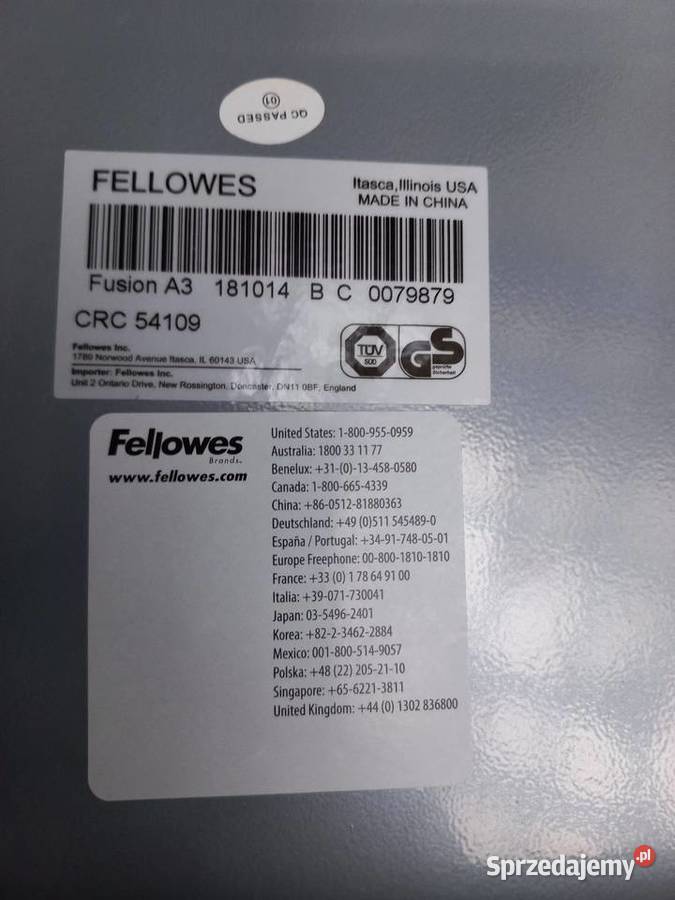 QC PASSED
01
FELLOWES
Itasca,Illinois USA
MADE IN CHINA
Fusion A3 181014 B C 0079879
CRC 54109
TÜV
SÜD
GS
geprüfte
Sicherheit
Fellowes Inc.
1789 Norwood Avenue Itasca, IL 60143 USA
Importer: Fellowes Inc.
Unit 2 Ontario Drive, New Rossington, Doncaster, DN11 0BF, England
Fellowes
Brands™
www.fellowes.com
United States: 1-800-955-0959
Australia: 1800 33 11 77
Benelux: +31-(0)-13-458-0580
Canada: 1-800-665-4339
China: +86-0512-81880363
Deutschland: +49 (0)511 545489-0
España / Portugal: +34-91-748-05-01
Europe Freephone: 00-800-1810-1810
France: +33 (0) 1 78 64 91 00
Italia: +39-071-730041
Japan: 03-5496-2401
Korea: +82-2-3462-2884
Mexico: 001-800-514-9057
Polska: +48 (22) 205-21-10
Singapore: +65-6221-3811
United Kingdom: +44 (0) 1302 836800
Sprzedajemy.pl